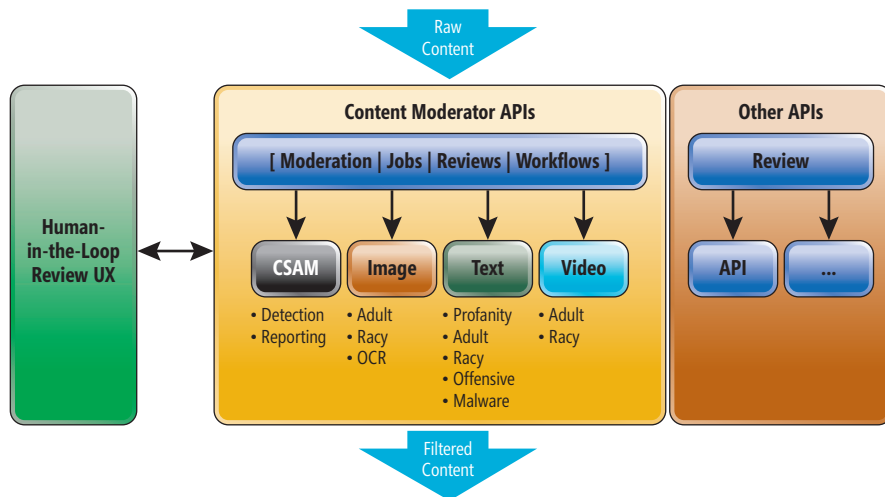 Raw
Content
Human-
in-the-Loop
Review UX
Content Moderator APIs
[ Moderation | Jobs | Reviews | Workflows ]
CSAM
• Detection
• Reporting
Image
• Adult
• Racy
• OCR
Text
• Profanity
• Adult
• Racy
• Offensive
• Malware
Video
• Adult
• Racy
Other APIs
Review
API
...
Filtered
Content